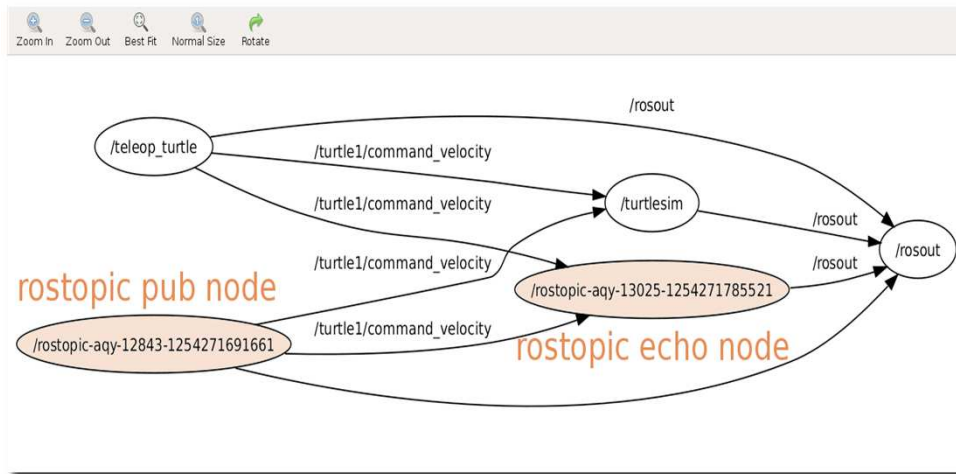 Zoom In Zoom Out Best Fit Normal Size Rotate
/rosout
/teleop_turtle
/turtle1/command_velocity
/turtle1/command_velocity
/turtlesim
/rosout
/rosout
/turtle1/command_velocity
/rosout
rostopic pub node
/rostopic-aqy-13025-1254271785521
/turtle1/command_velocity
/rostopic-aqy-12843-1254271691661
rostopic echo node